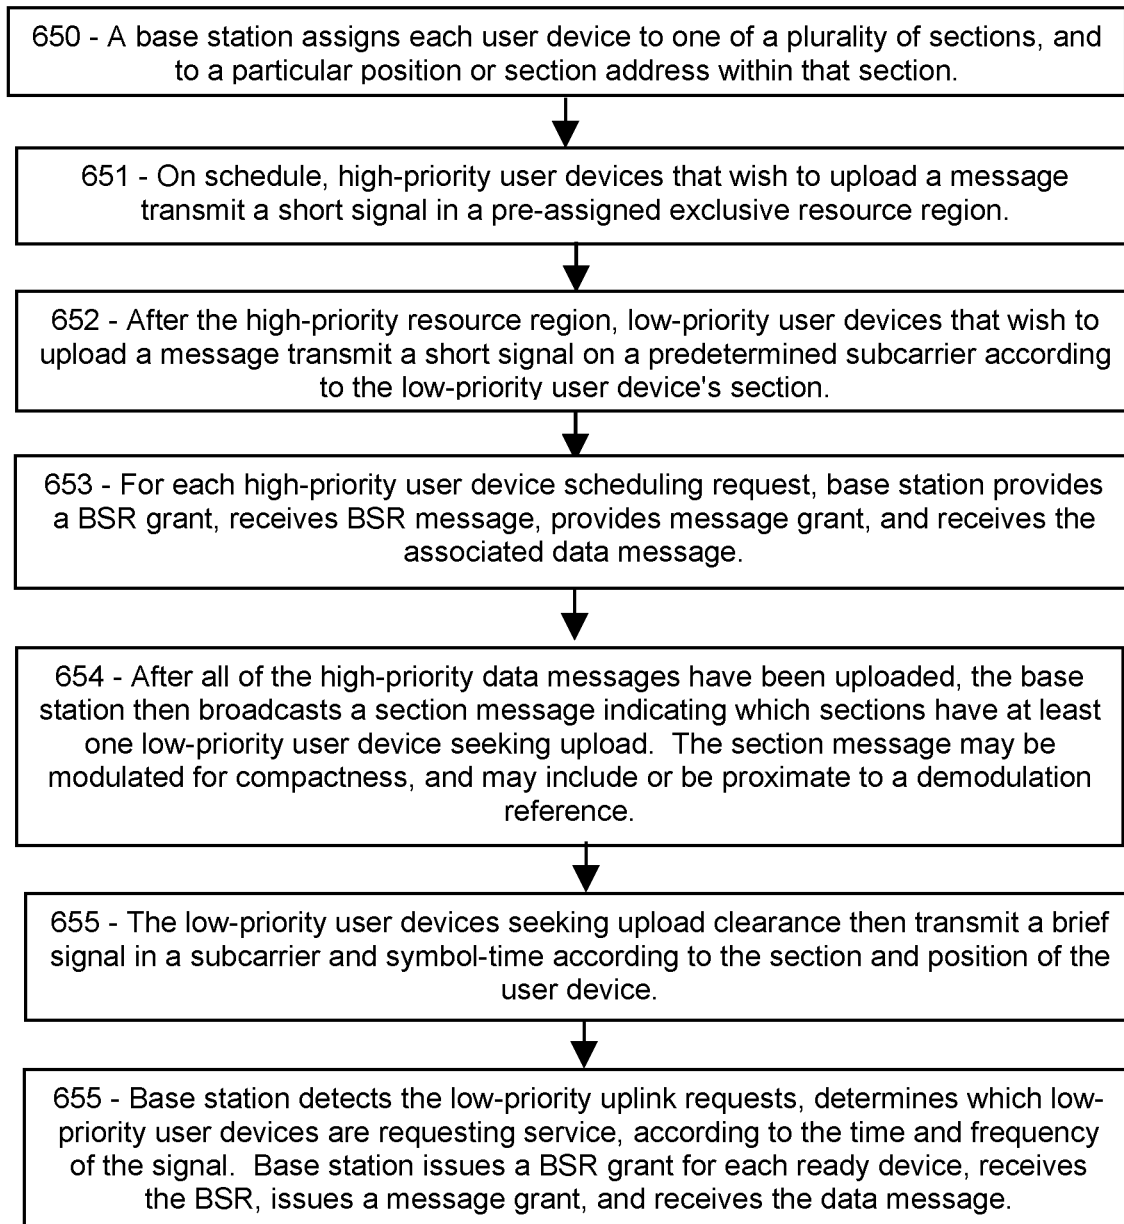 650 - A base station assigns each user device to one of a plurality of sections, and
to a particular position or section address within that section.
651 - On schedule, high-priority user devices that wish to upload a message
transmit a short signal in a pre-assigned exclusive resource region.
652 - After the high-priority resource region, low-priority user devices that wish to
upload a message transmit a short signal on a predetermined subcarrier according
to the low-priority user device's section.
653 - For each high-priority user device scheduling request, base station provides
a BSR grant, receives BSR message, provides message grant, and receives the
associated data message.
654 - After all of the high-priority data messages have been uploaded, the base
station then broadcasts a section message indicating which sections have at least
one low-priority user device seeking upload.  The section message may be
modulated for compactness, and may include or be proximate to a demodulation
reference.
655 - The low-priority user devices seeking upload clearance then transmit a brief
signal in a subcarrier and symbol-time according to the section and position of the
user device.
655 - Base station detects the low-priority uplink requests, determines which low-
priority user devices are requesting service, according to the time and frequency
of the signal.  Base station issues a BSR grant for each ready device, receives
the BSR, issues a message grant, and receives the data message.